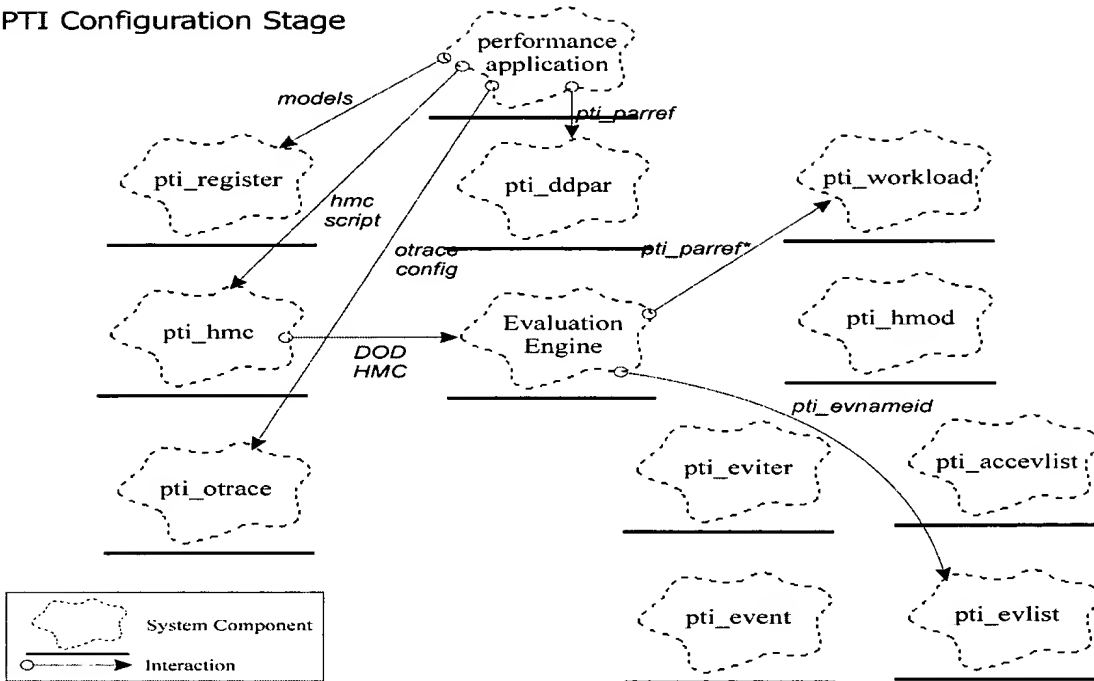 PTI Configuration Stage
performance
application
models
pti_parref
pti_register
pti_ddpar
pti_workload
hmc
script
otrace
config
pti_parref*
pti_hmc
Evaluation
Engine
pti_hmod
DOD
HMC
pti_evnameid
pti_otrace
pti_eviter
pti_accevlist
System Component
Interaction
pti_event
pti_evlist